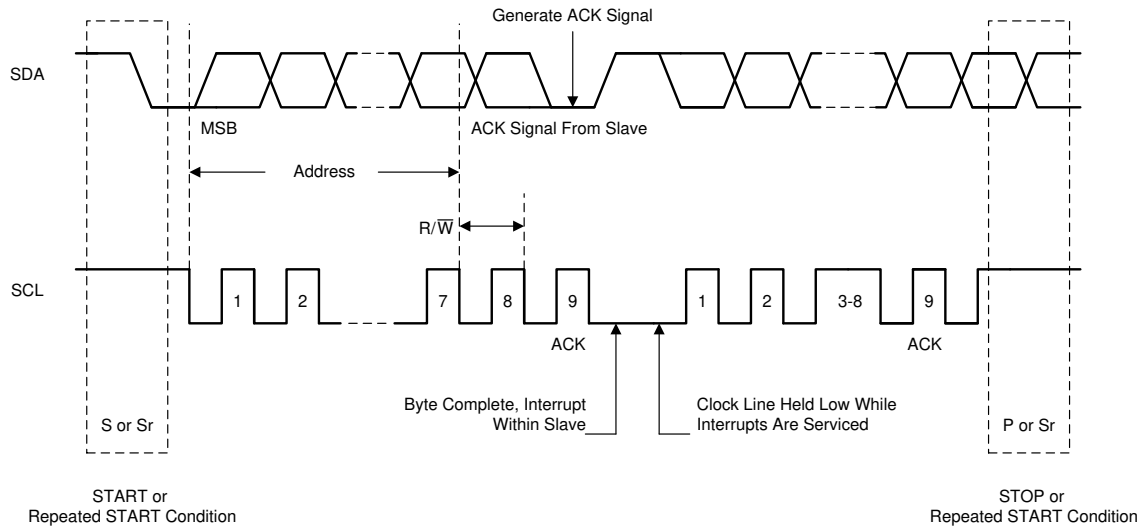 Generate ACK Signal
SDA
MSB
ACK Signal From Slave
Address
R/W̅
SCL
1
2
7
8
9
1
2
3-8
9
ACK
ACK
Byte Complete, Interrupt
Within Slave
Clock Line Held Low While
Interrupts Are Serviced
S or Sr
P or Sr
START or
Repeated START Condition
STOP or
Repeated START Condition